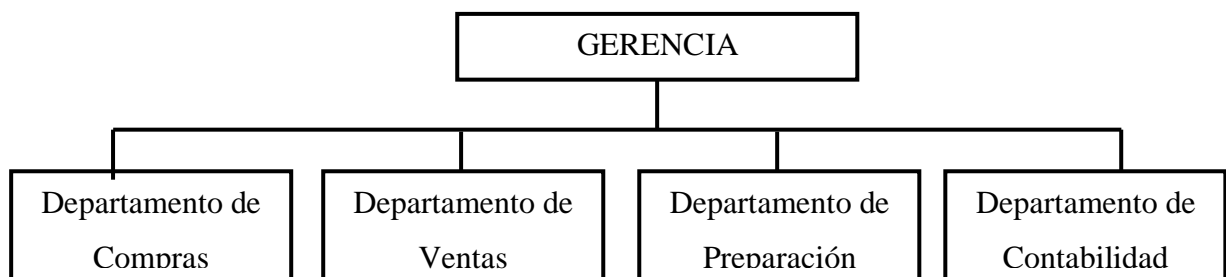 GERENCIA
Departamento de
Compras
Departamento de
Ventas
Departamento de
Preparación
Departamento de
Contabilidad